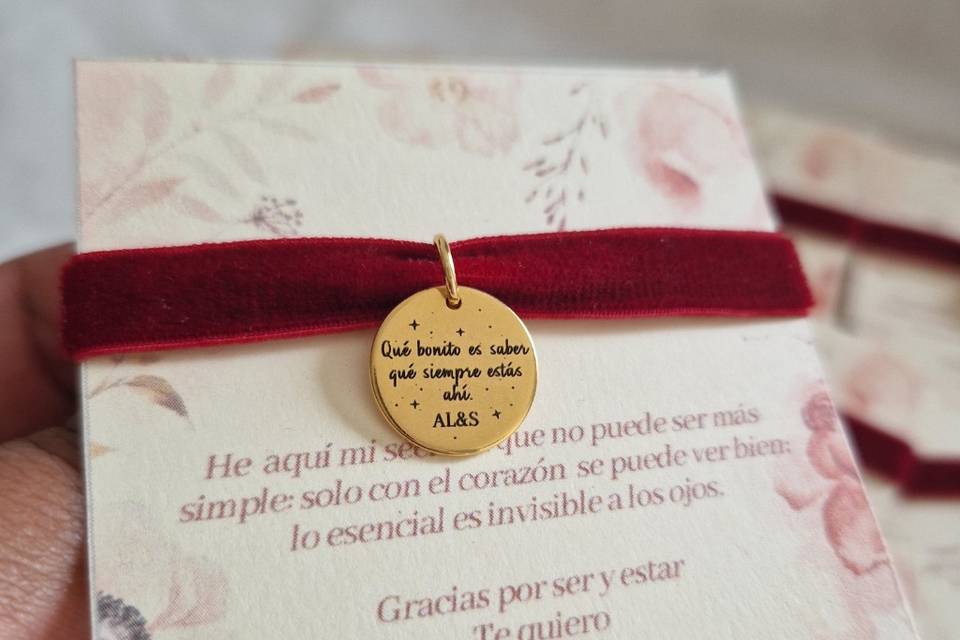 Qué bonito es saber
qué siempre estás
ahí.
AL&S
He aquí mi que no puede ser más
simple: solo con el corazón se puede ver bien:
lo esencial es invisible a los ojos.
Gracias por ser y estar
Te quiero